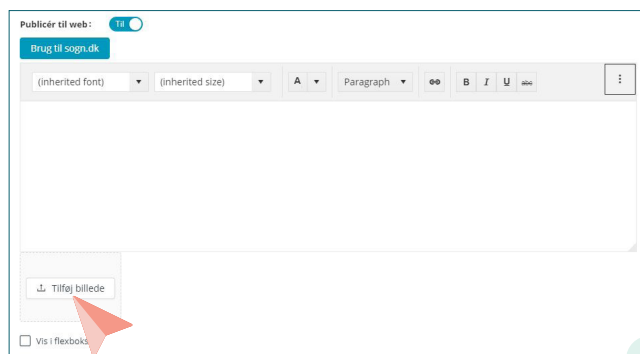 Publicér til web: Til
Brug til sogn.dk
(inherited font) (inherited size) A Paragraph B I U abc
Tilføj billede
Vis i flexboks